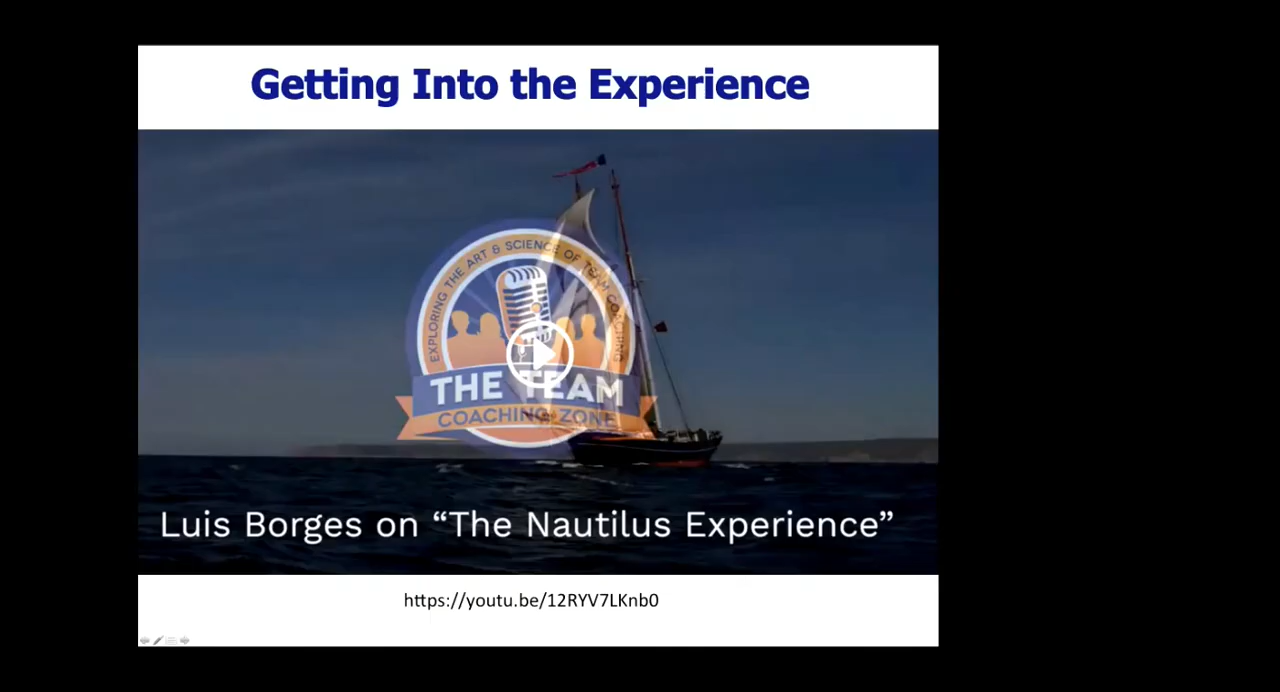 Getting Into the Experience
EXPLORING THE ART & SCIENCE OF TEAM COACHING
THE TEAM
COACHING ZONE
Luis Borges on “The Nautilus Experience”
https://youtu.be/12RYV7LKnb0